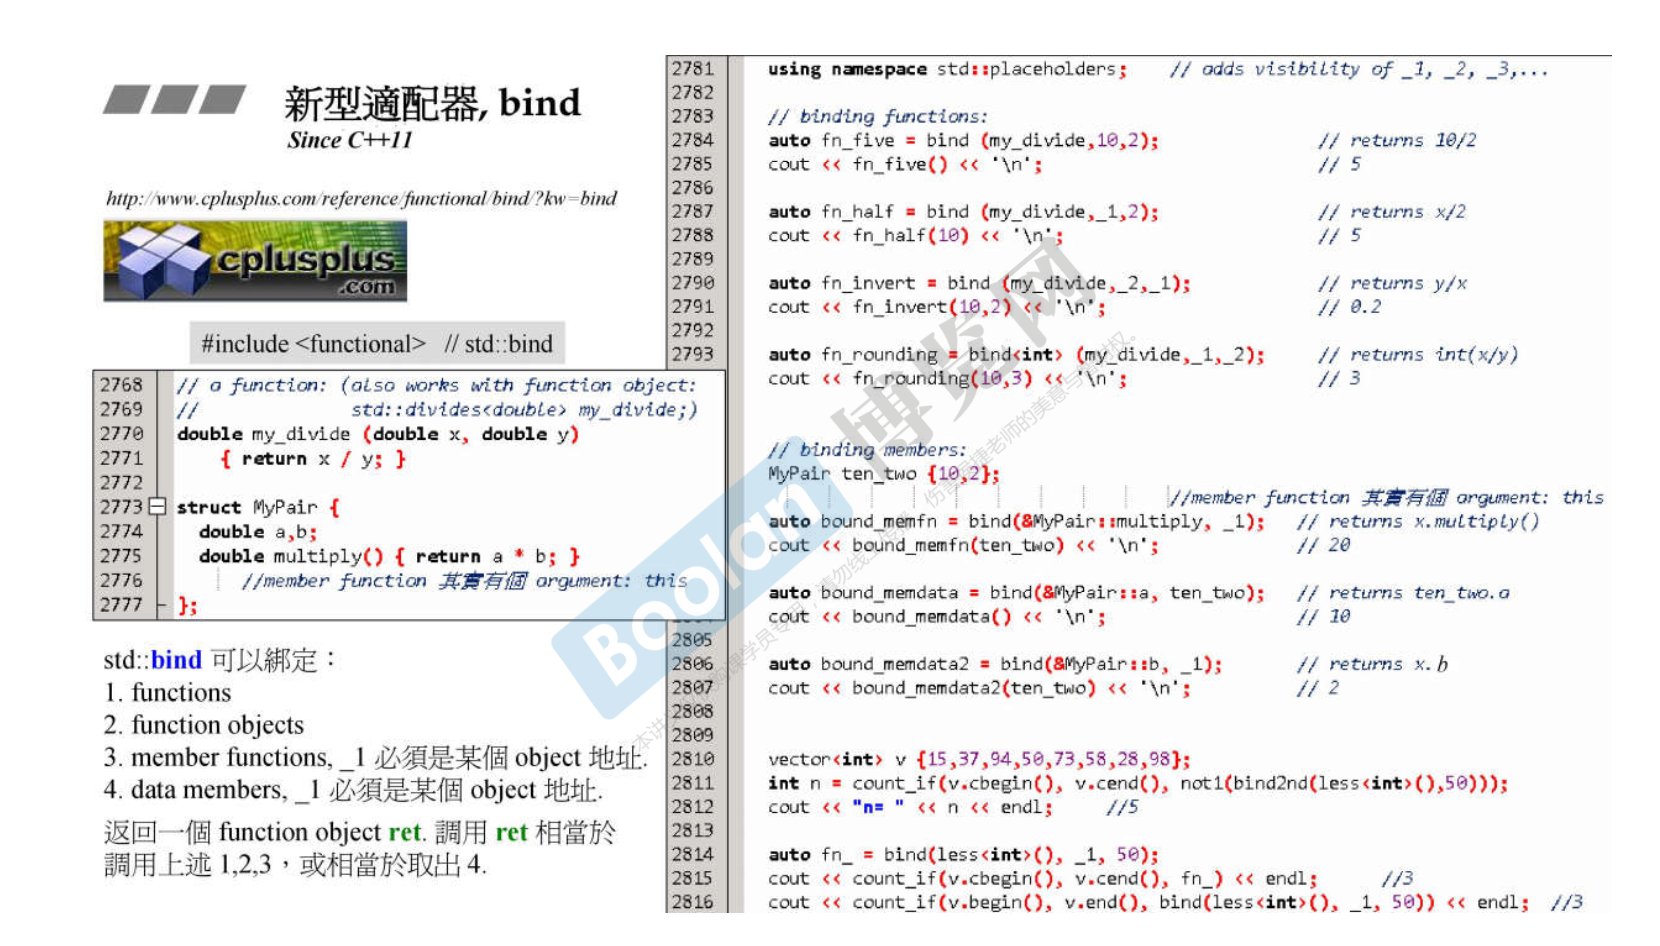 新型適配器, bind
Since C++11
http://www.cplusplus.com/reference/functional/bind/?kw=bind
cplusplus
.com
#include <functional>   // std::bind
2768 // a function: (also works with function object:
2769 //               std::divides<double> my_divide;)
2770 double my_divide (double x, double y)
2771     { return x / y; }
2772
2773 struct MyPair {
2774   double a,b;
2775   double multiply() { return a * b; }
2776       //member function 其實有個 argument: this
2777 };
std::bind 可以綁定：
1. functions
2. function objects
3. member functions, _1 必須是某個 object 地址.
4. data members, _1 必須是某個 object 地址.
返回一個 function object ret. 調用 ret 相當於
調用上述 1,2,3，或相當於取出 4.
2781 using namespace std::placeholders;    // adds visibility of _1, _2, _3,...
2782
2783 // binding functions:
2784 auto fn_five = bind (my_divide,10,2);               // returns 10/2
2785 cout << fn_five() << '\n';                          // 5
2786
2787 auto fn_half = bind (my_divide,_1,2);               // returns x/2
2788 cout << fn_half(10) << '\n';                        // 5
2789
2790 auto fn_invert = bind (my_divide,_2,_1);            // returns y/x
2791 cout << fn_invert(10,2) << '\n';                    // 0.2
2792
2793 auto fn_rounding = bind<int> (my_divide,_1,_2);     // returns int(x/y)
cout << fn_rounding(10,3) << '\n';                  // 3
// binding members:
MyPair ten_two {10,2};
//member function 其實有個 argument: this
auto bound_memfn = bind(&MyPair::multiply, _1);   // returns x.multiply()
cout << bound_memfn(ten_two) << '\n';             // 20
auto bound_memdata = bind(&MyPair::a, ten_two);   // returns ten_two.a
cout << bound_memdata() << '\n';                  // 10
2805
2806 auto bound_memdata2 = bind(&MyPair::b, _1);       // returns x.b
2807 cout << bound_memdata2(ten_two) << '\n';          // 2
2808
2809
2810 vector<int> v {15,37,94,50,73,58,28,98};
2811 int n = count_if(v.cbegin(), v.cend(), not1(bind2nd(less<int>(),50)));
2812 cout << "n= " << n << endl;     //5
2813
2814 auto fn_ = bind(less<int>(), _1, 50);
2815 cout << count_if(v.cbegin(), v.cend(), fn_) << endl;      //3
2816 cout << count_if(v.begin(), v.end(), bind(less<int>(), _1, 50)) << endl;  //3
Boolan 博览网